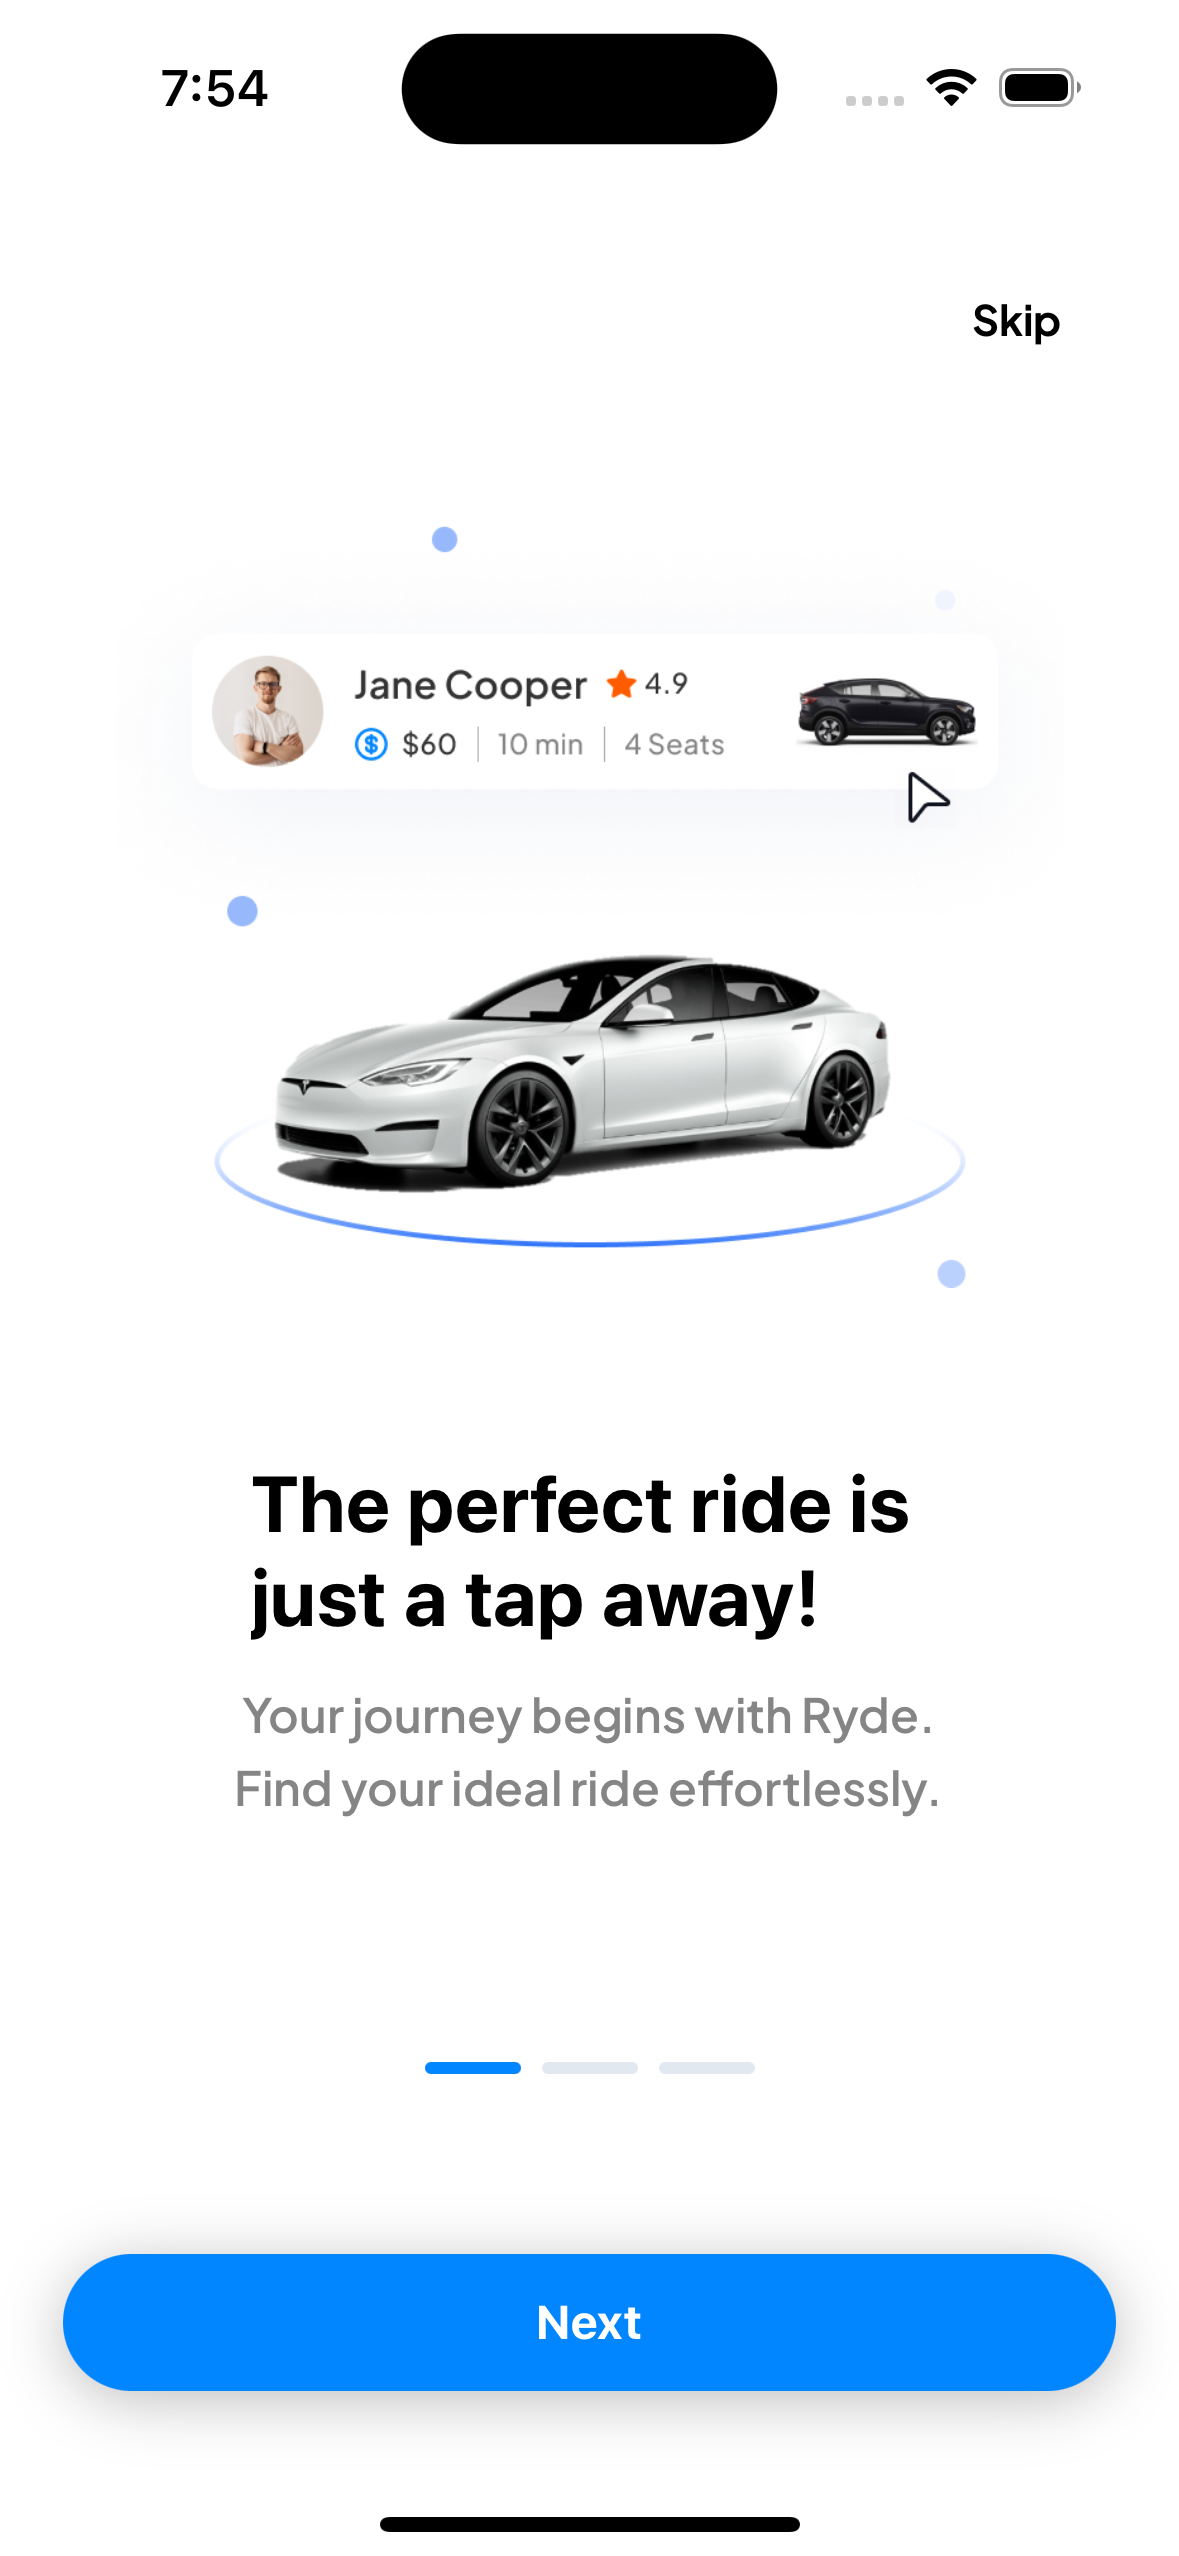 7:54
Skip
Jane Cooper 4.9
$60 | 10 min | 4 Seats
The perfect ride is
just a tap away!
Your journey begins with Ryde.
Find your ideal ride effortlessly.
Next